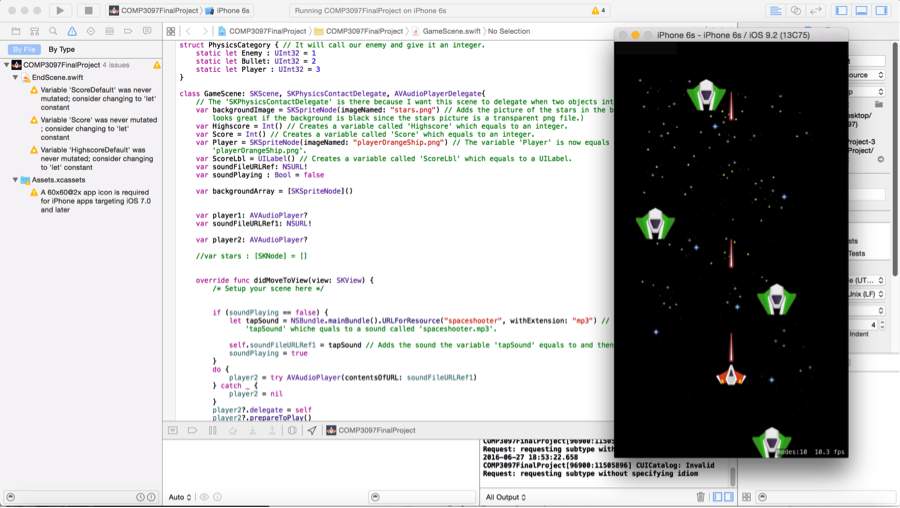 COMP3097FinalProject
iPhone 6s
Running COMP3097FinalProject on iPhone 6s
4
By File
By Type
COMP3097FinalProject 4 issues
EndScene.swift
Variable 'ScoreDefault' was never
mutated; consider changing to 'let'
constant
Variable 'Score' was never mutated
; consider changing to 'let'
constant
Variable 'HighscoreDefault' was
never mutated; consider changing
to 'let' constant
Assets.xcassets
A 60x60@2x app icon is required
for iPhone apps targeting iOS 7.0
and later
COMP3097FinalProject
COMP3097FinalProject
GameScene.swift
No Selection
struct PhysicsCategory { // It will call our enemy and give it an integer.
static let Enemy : UInt32 = 1
static let Bullet: UInt32 = 2
static let Player : UInt32 = 3
}
class GameScene: SKScene, SKPhysicsContactDelegate, AVAudioPlayerDelegate{
// The 'SKPhysicsContactDelegate' is there because I want this scene to delegate when two objects int
var backgroundImage = SKSpriteNode(imageNamed: "stars.png") // Adds the picture of the stars in the b
looks great if the background is black since the stars picture is a transparent png file.)
var Highscore = Int() // Creates a variable called 'Highscore' which equals to an integer.
var Score = Int() // Creates a variable called 'Score' which equals to an integer.
var Player = SKSpriteNode(imageNamed: "playerOrangeShip.png") // The variable 'Player' is now equals
'playerOrangeShip.png'.
var ScoreLbl = UILabel() // Creates a variable called 'ScoreLbl' which equals to a UILabel.
var soundFileURLRef: NSURL!
var soundPlaying : Bool = false
var backgroundArray = [SKSpriteNode]()
var player1: AVAudioPlayer?
var soundFileURLRef1: NSURL!
var player2: AVAudioPlayer?
//var stars : [SKNode] = []
override func didMoveToView(view: SKView) {
/* Setup your scene here */
if (soundPlaying == false) {
let tapSound = NSBundle.mainBundle().URLForResource("spaceshooter", withExtension: "mp3") //
'tapSound' whiche quals to a sound called 'spaceshooter.mp3'.
self.soundFileURLRef1 = tapSound // Adds the sound the variable 'tapSound' equals to and then
soundPlaying = true
}
do {
player2 = try AVAudioPlayer(contentsOfURL: soundFileURLRef1)
} catch _ {
player2 = nil
}
player2?.delegate = self
player2?.prepareToPlay()
COMP3097FinalProject
COMP3097FinalProject[96900:11505
Request: requesting subtype with
2016-06-27 18:53:22.658
COMP3097FinalProject[96900:11505896] CUICatalog: Invalid
Request: requesting subtype without specifying idiom
Auto
All Output
iPhone 6s - iPhone 6s / iOS 9.2 (13C75)
nodes:10 10.3 fps
ource
esktop/
97)
Project-3
Project/
sts
Tests
e (UT...
Unix (LF)
4
Indent